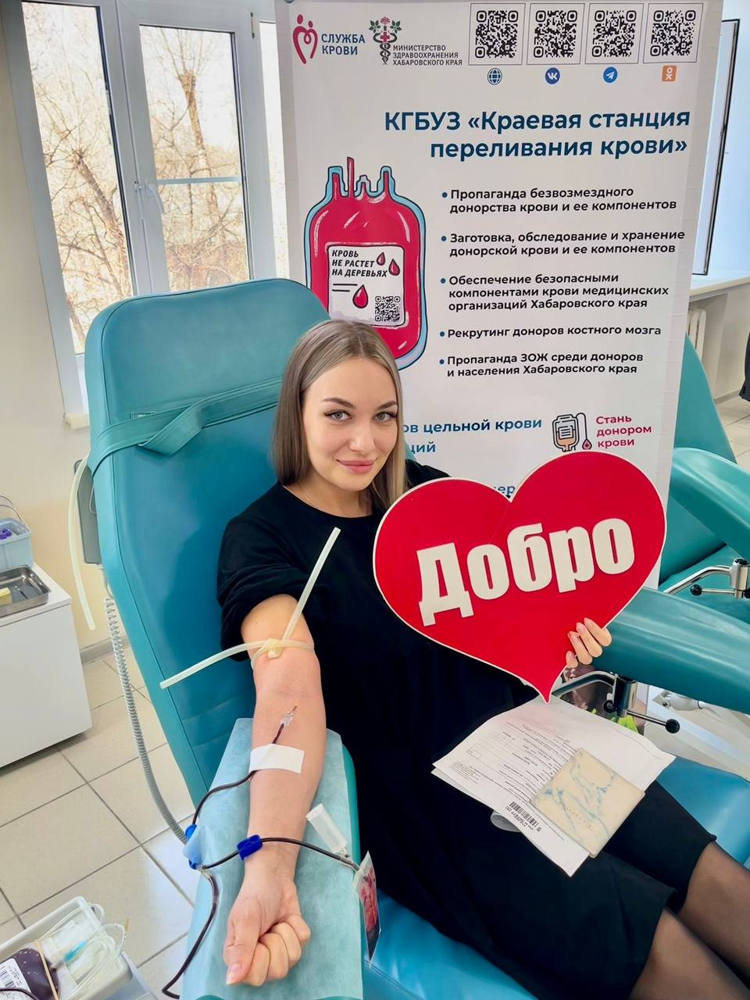 СЛУЖБА
КРОВИ
МИНИСТЕРСТВО
ЗДРАВООХРАНЕНИЯ
ХАБАРОВСКОГО КРАЯ
КГБУЗ «Краевая станция
переливания крови»
• Пропаганда безвозмездного
донорства крови и ее компонентов
• Заготовка, обследование и хранение
донорской крови и ее компонентов
• Обеспечение безопасными
компонентами крови медицинских
организаций Хабаровского края
• Рекрутинг доноров костного мозга
• Пропаганда ЗОЖ среди доноров
и населения Хабаровского края
КРОВЬ
НЕ РАСТЕТ
НА ДЕРЕВЬЯХ
ов цельной крови
ций
Стань
донором
крови
Добро